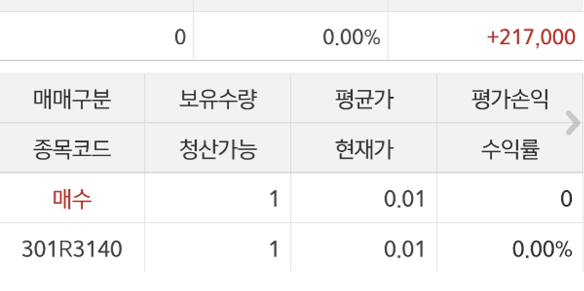 0 0.00% +217,000
매매구분 보유수량 평균가 평가손익
종목코드 청산가능 현재가 수익률
매수 1 0.01 0
301R3140 1 0.01 0.00%